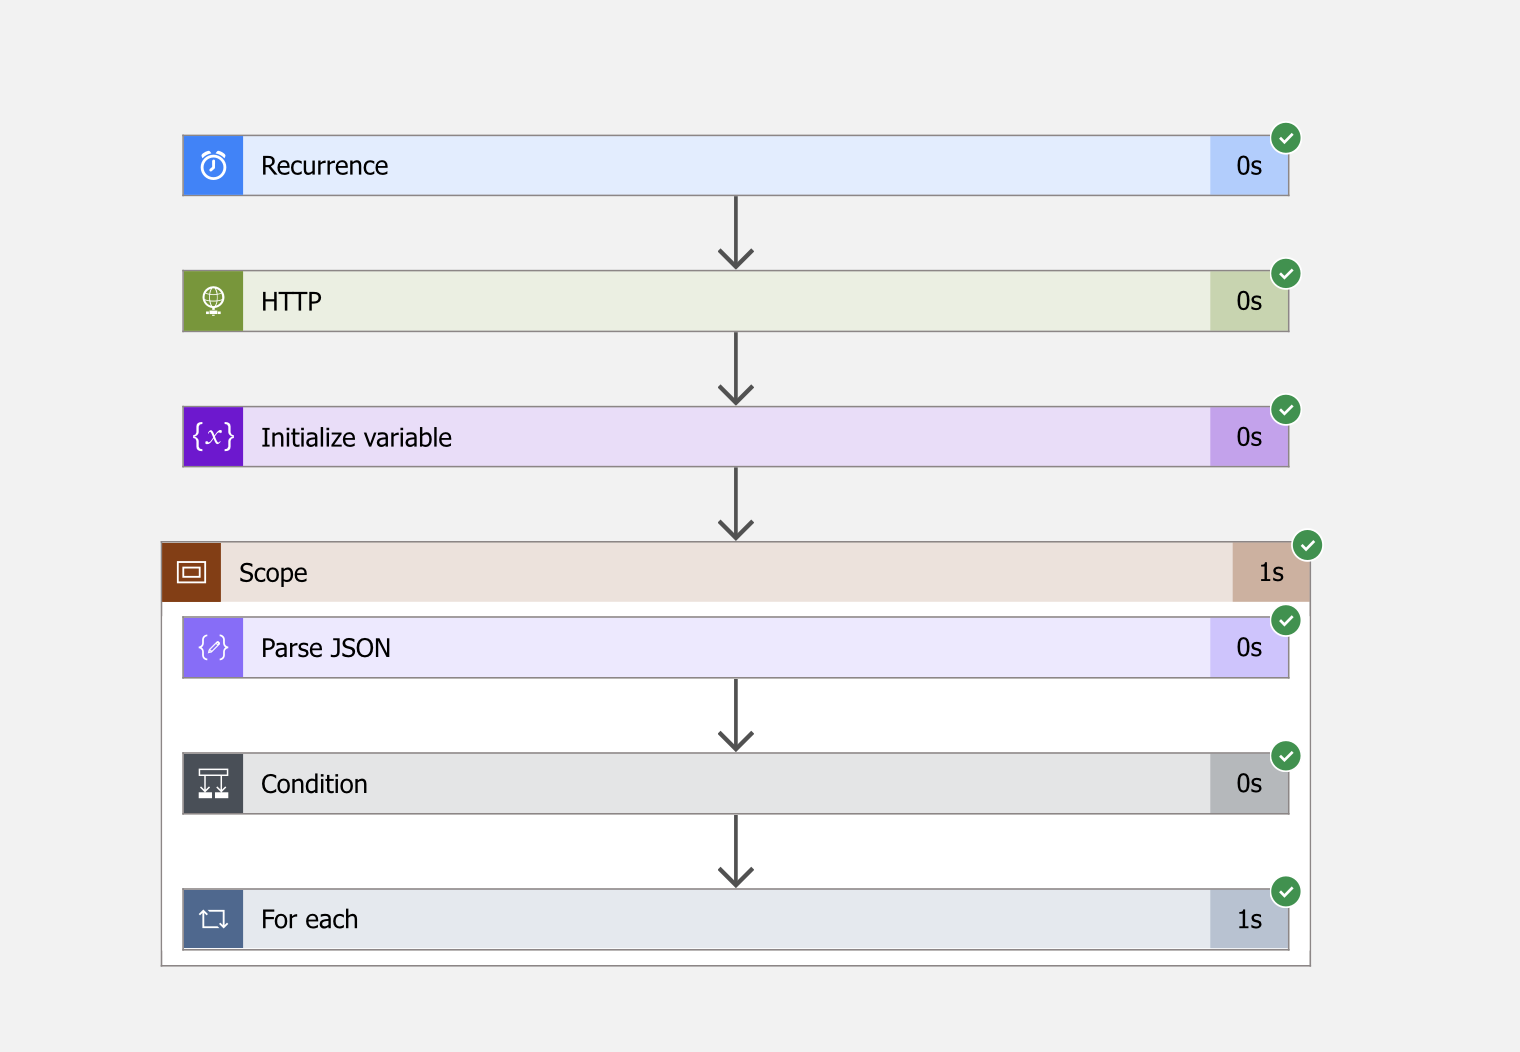 Recurrence 0s
HTTP 0s
{x} Initialize variable 0s
Scope 1s
Parse JSON 0s
Condition 0s
For each 1s